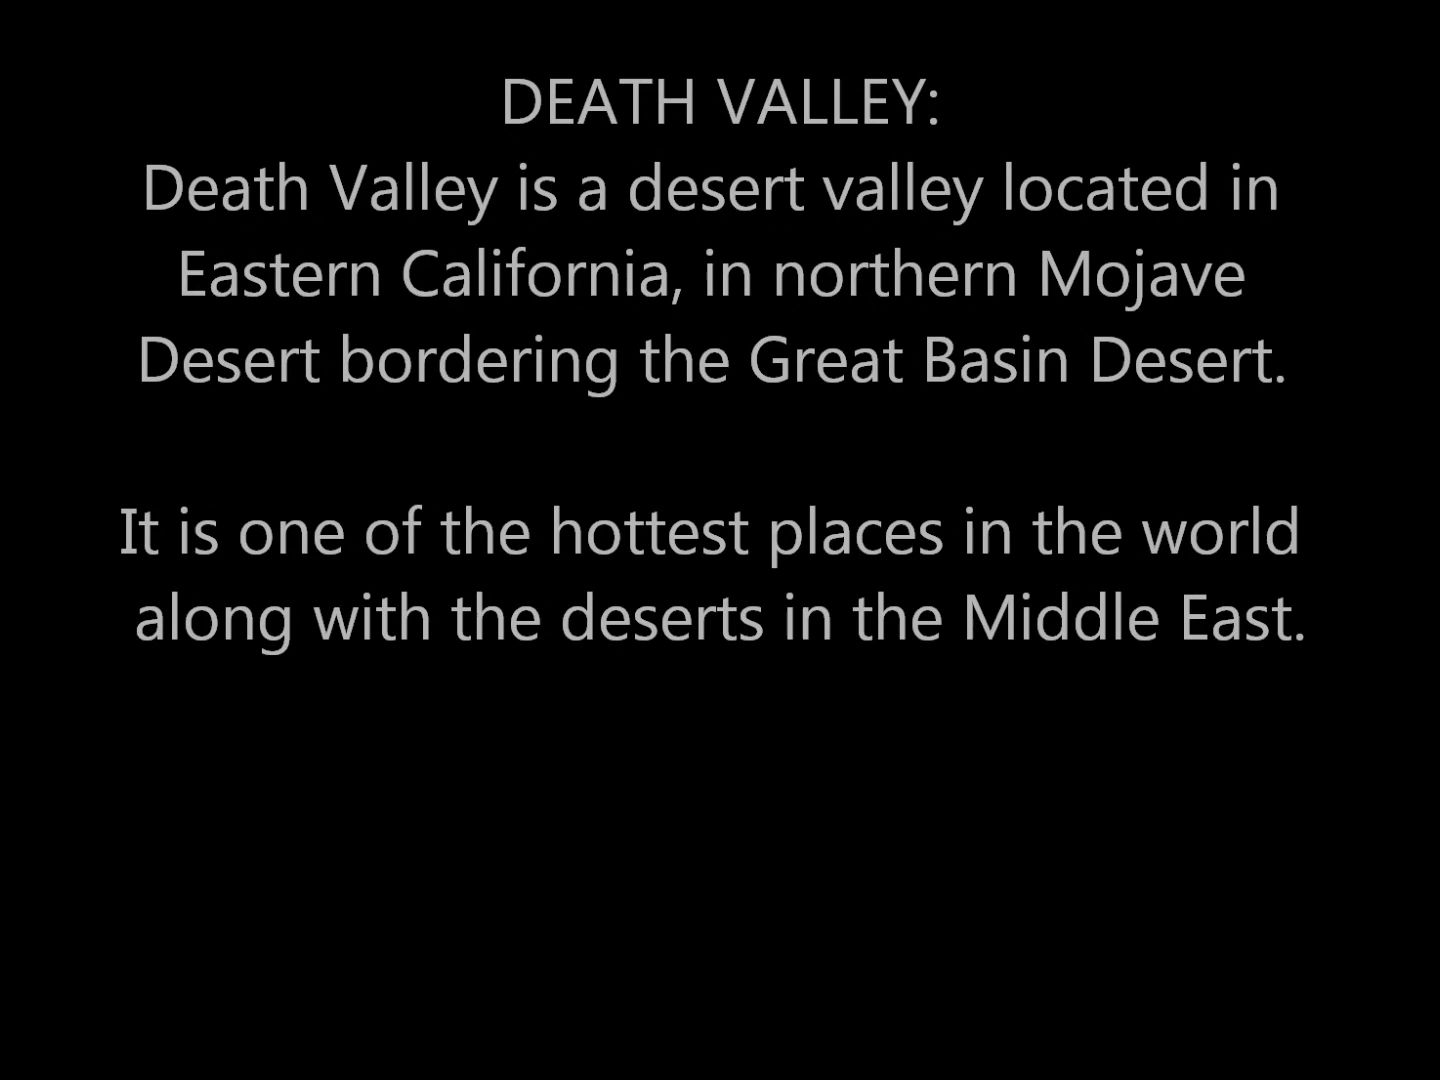 DEATH VALLEY:
Death Valley is a desert valley located in
Eastern California, in northern Mojave
Desert bordering the Great Basin Desert.
It is one of the hottest places in the world
along with the deserts in the Middle East.